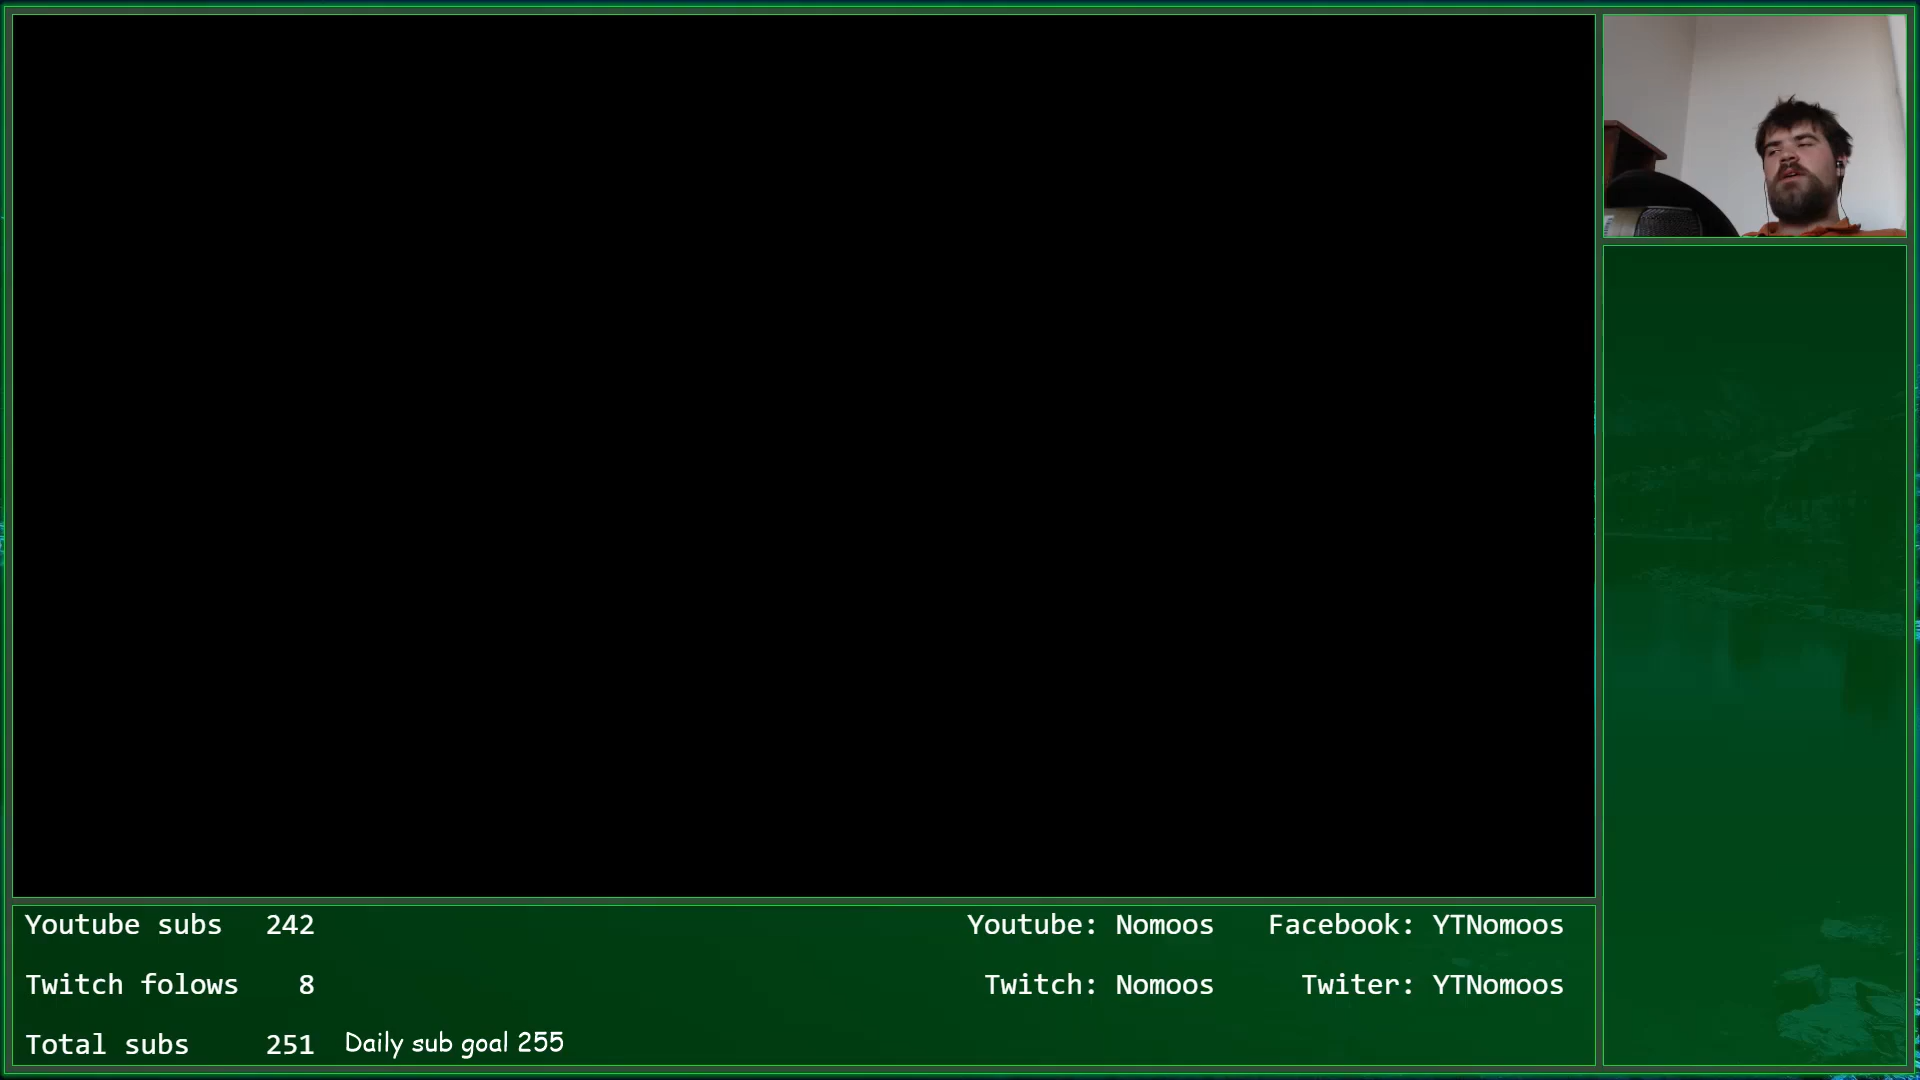 Youtube subs 242
Twitch folows 8
Total subs 251 Daily sub goal 255
Youtube: Nomoos Facebook: YTNomoos
Twitch: Nomoos Twiter: YTNomoos